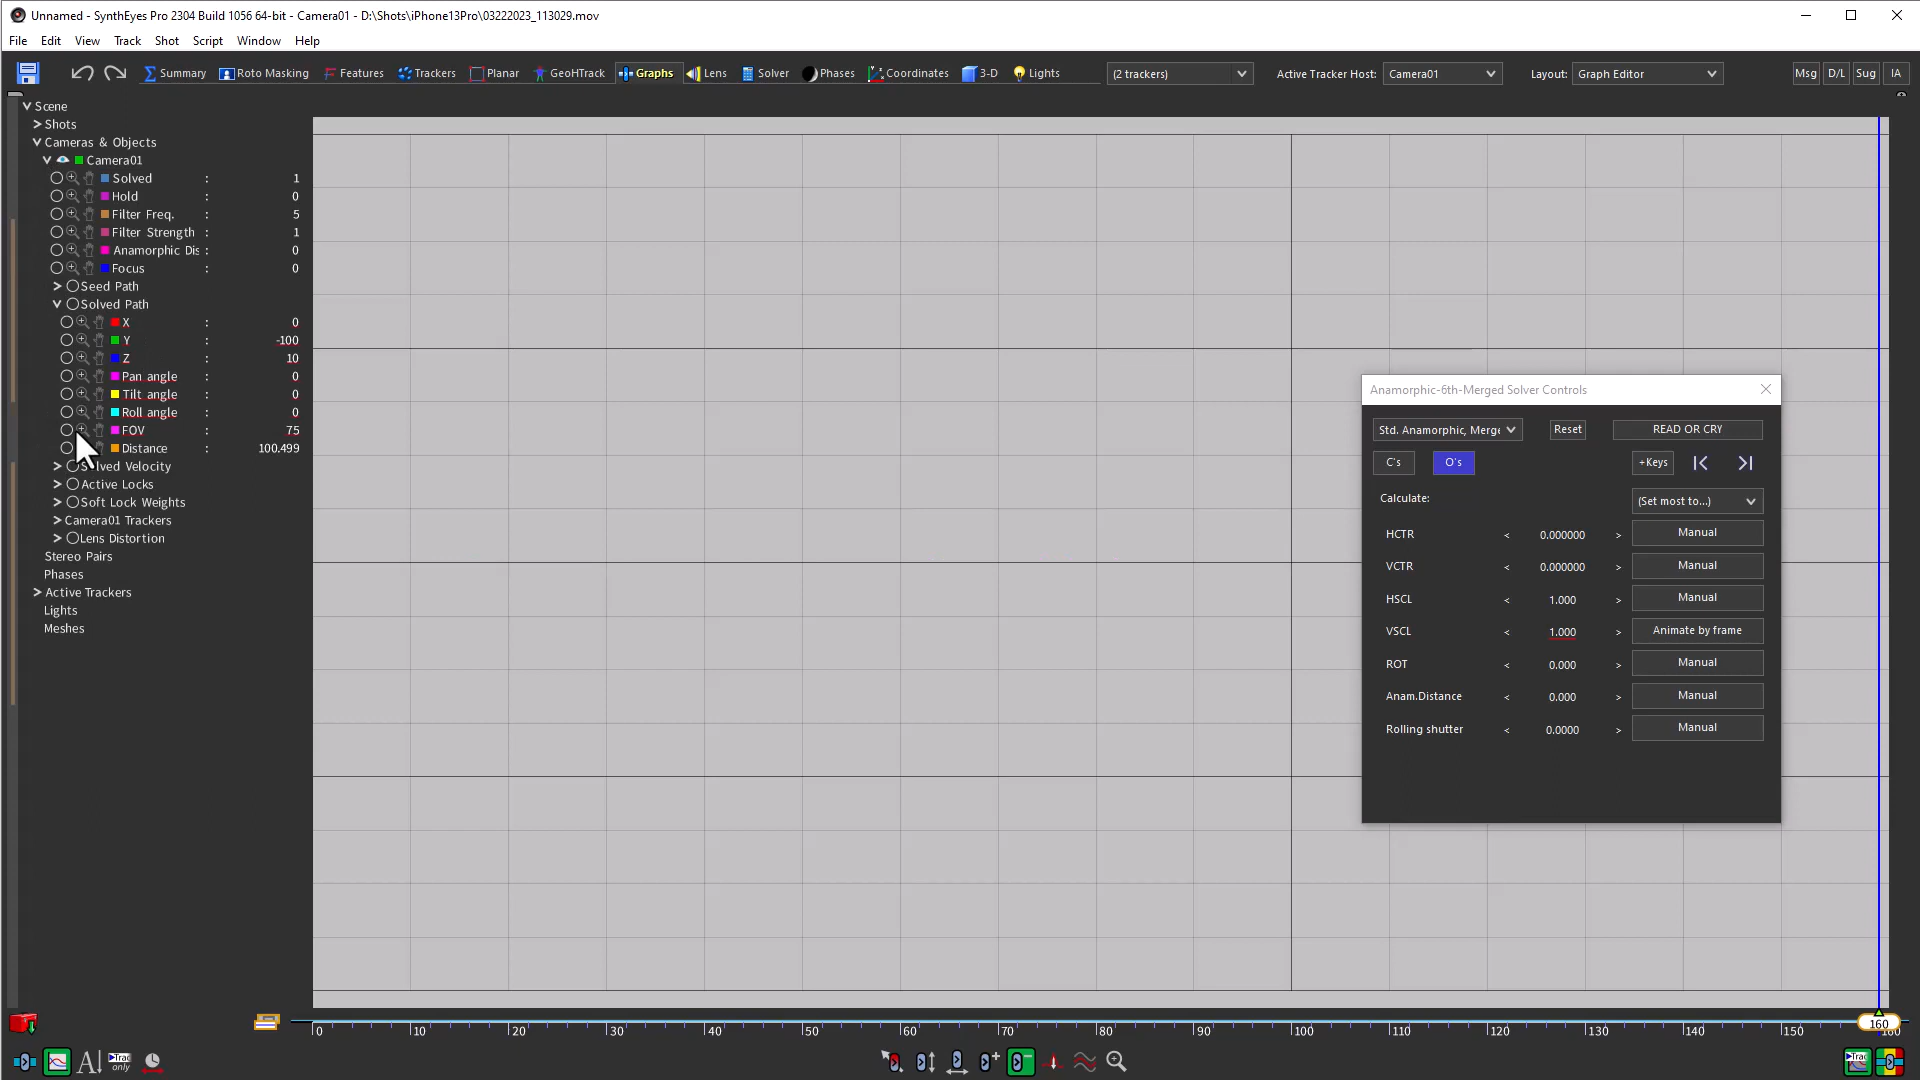 Unnamed - SynthEyes Pro 2304 Build 1056 64-bit - Camera01 - D:\Shots\iPhone13Pro\03222023_113029.mov
File Edit View Track Shot Script Window Help
Summary Roto Masking Features Trackers Planar GeoHTrack Graphs Lens Solver Phases Coordinates 3-D Lights (2 trackers) Active Tracker Host: Camera01 Layout: Graph Editor Msg D/L Sug IA
Scene
Shots
Cameras & Objects
Camera01
Solved : 1
Hold : 0
Filter Freq. : 5
Filter Strength : 1
Anamorphic Dis : 0
Focus : 0
Seed Path
Solved Path
X : 0
Y : -100
Z : 10
Pan angle : 0
Tilt angle : 0
Roll angle : 0
FOV : 75
Distance : 100.499
Solved Velocity
Active Locks
Soft Lock Weights
Camera01 Trackers
Lens Distortion
Stereo Pairs
Phases
Active Trackers
Lights
Meshes
Anamorphic-6th-Merged Solver Controls
Std. Anamorphic, Merge Reset READ OR CRY
C's O's +Keys
Calculate: (Set most to...)
HCTR < 0.000000 > Manual
VCTR < 0.000000 > Manual
HSCL < 1.000 > Manual
VSCL < 1.000 > Animate by frame
ROT < 0.000 > Manual
Anam.Distance < 0.000 > Manual
Rolling shutter < 0.0000 > Manual
0 10 20 30 40 50 60 70 80 90 100 110 120 130 140 150 160
Trac only
Trac